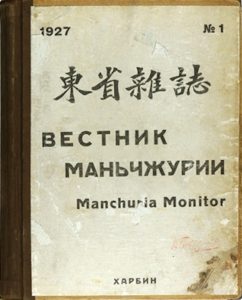 1927 № 1
東省雜誌
ВЕСТНИК
МАНЬЧЖУРИИ
Manchuria Monitor
ХАРБИН